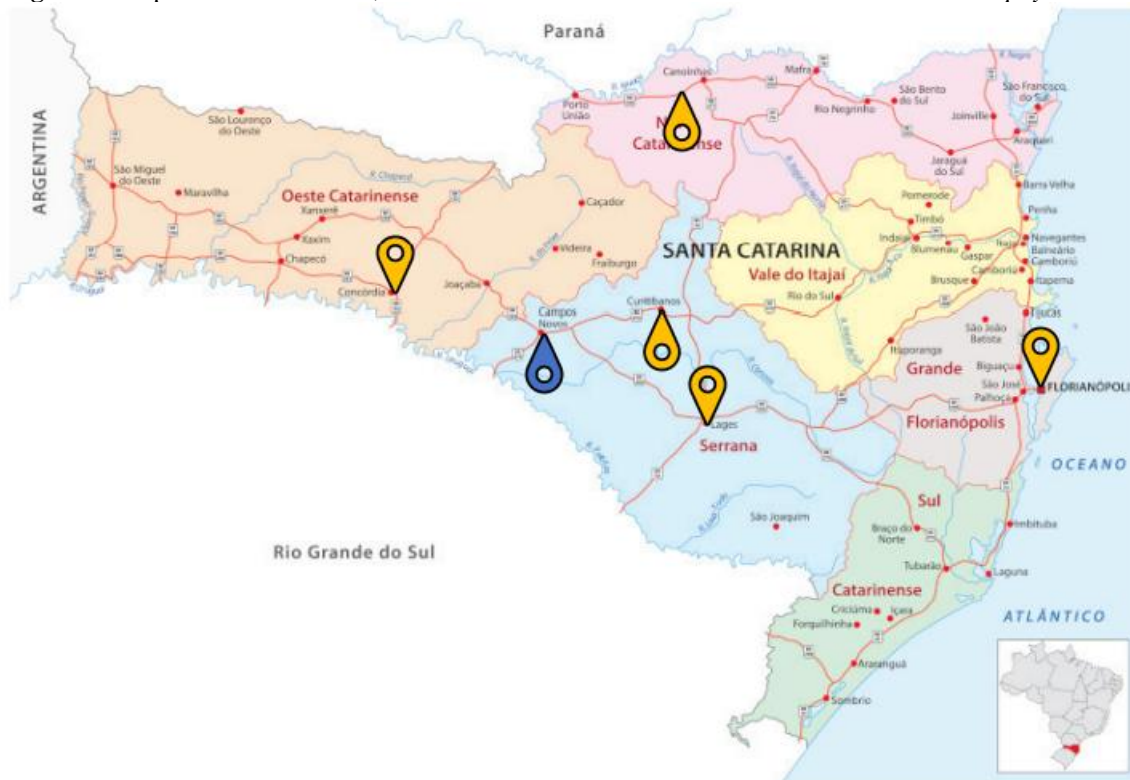 Paraná
ARGENTINA
São Lourenço
do Oeste
São Miguel
do Oeste
Maravilha
Oeste Catarinense
R. Chapecó
Xanxerê
Xaxim
Chapecó
Concórdia
Joaçaba
Caçador
Videira
Fraiburgo
Porto
União
Canoinhas
Mafra
Catarinense
Rio Negrinho
São Bento
do Sul
R. Negro
São Francisco
do Sul
Joinville
Araquari
Jaraguá
do Sul
Barra Velha
Pomerode
Timbó
Indaial
Blumenau
Gaspar
Penha
Navegantes
Itajaí
Balneário
Camboriú
Camboriú
Brusque
Itapema
SANTA CATARINA
Vale do Itajaí
Rio do Sul
Campos
Novos
Curitibanos
R. Canoas
Ituporanga
Tijucas
São João
Batista
Grande
Biguaçu
São José
Palhoça
FLORIANÓPOLI
Florianópolis
Lages
Serrana
OCEANO
Sul
São Joaquim
Braço do
Norte
Imbituba
Tubarão
Laguna
Rio Grande do Sul
Catarinense
Criciúma
Içara
Forquilhinha
ATLÂNTICO
Araranguá
Sombrio